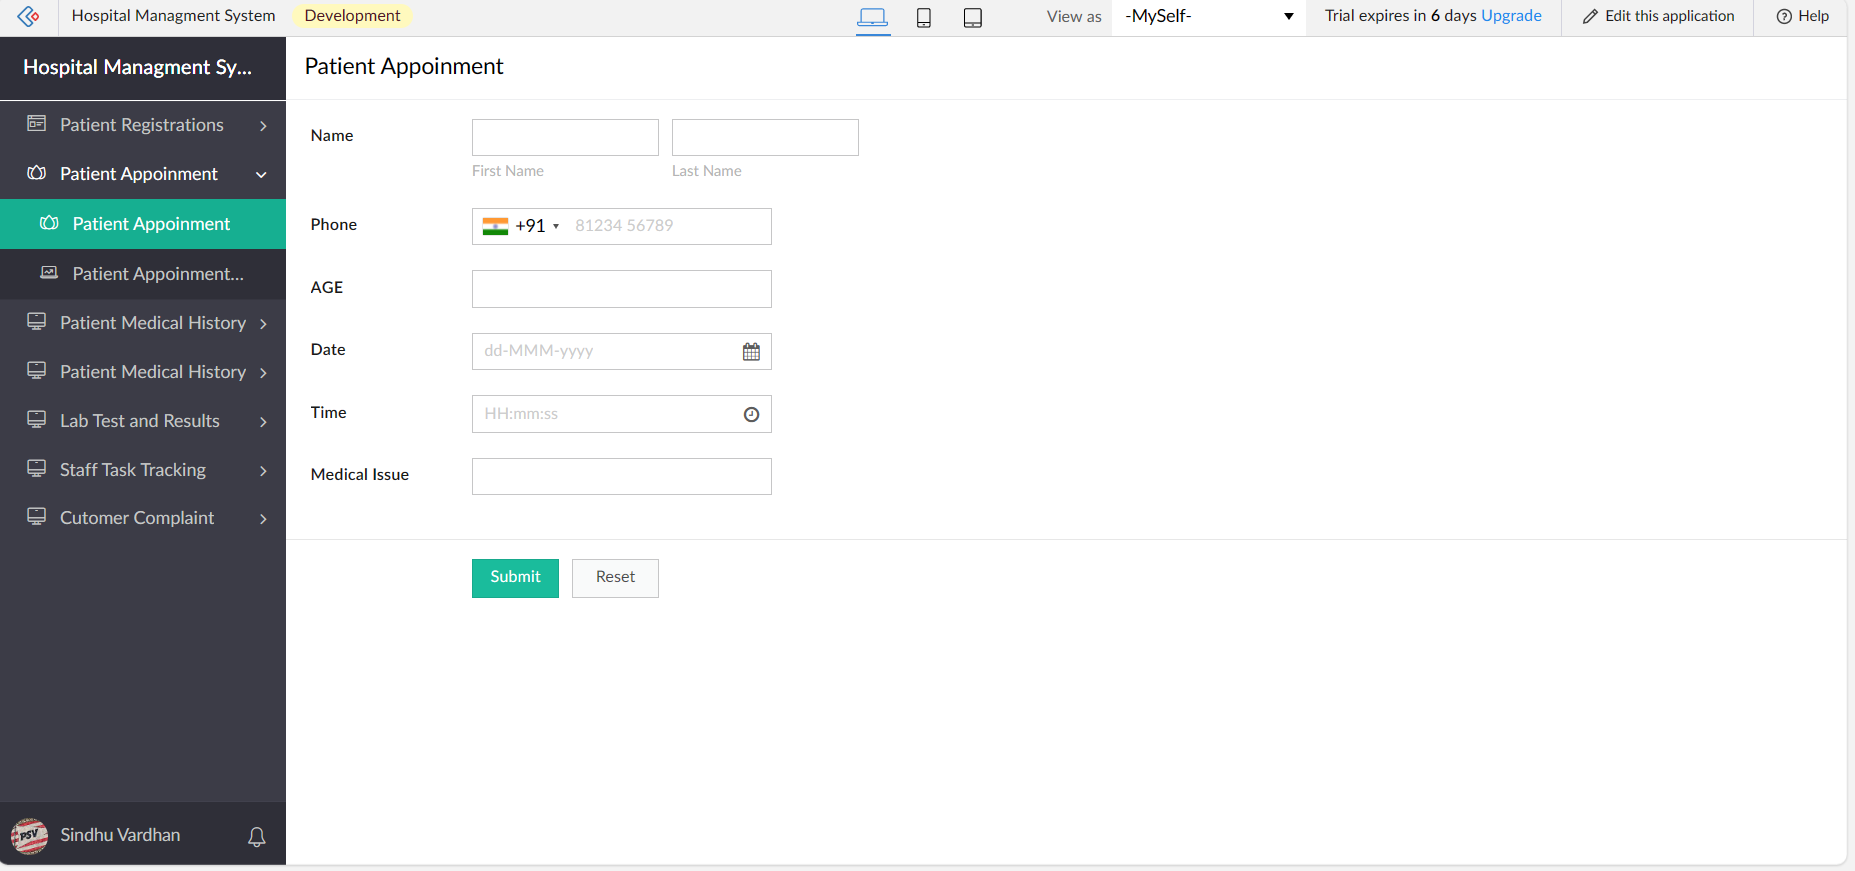 Hospital Managment System Development View as -MySelf- Trial expires in 6 days Upgrade Edit this application Help
Hospital Managment Sy...
Patient Registrations
Patient Appoinment
Patient Appoinment
Patient Appoinment...
Patient Medical History
Patient Medical History
Lab Test and Results
Staff Task Tracking
Cutomer Complaint
PSV
Sindhu Vardhan
Patient Appoinment
Name
First Name Last Name
Phone +91 81234 56789
AGE
Date dd-MMM-yyyy
Time HH:mm:ss
Medical Issue
Submit Reset